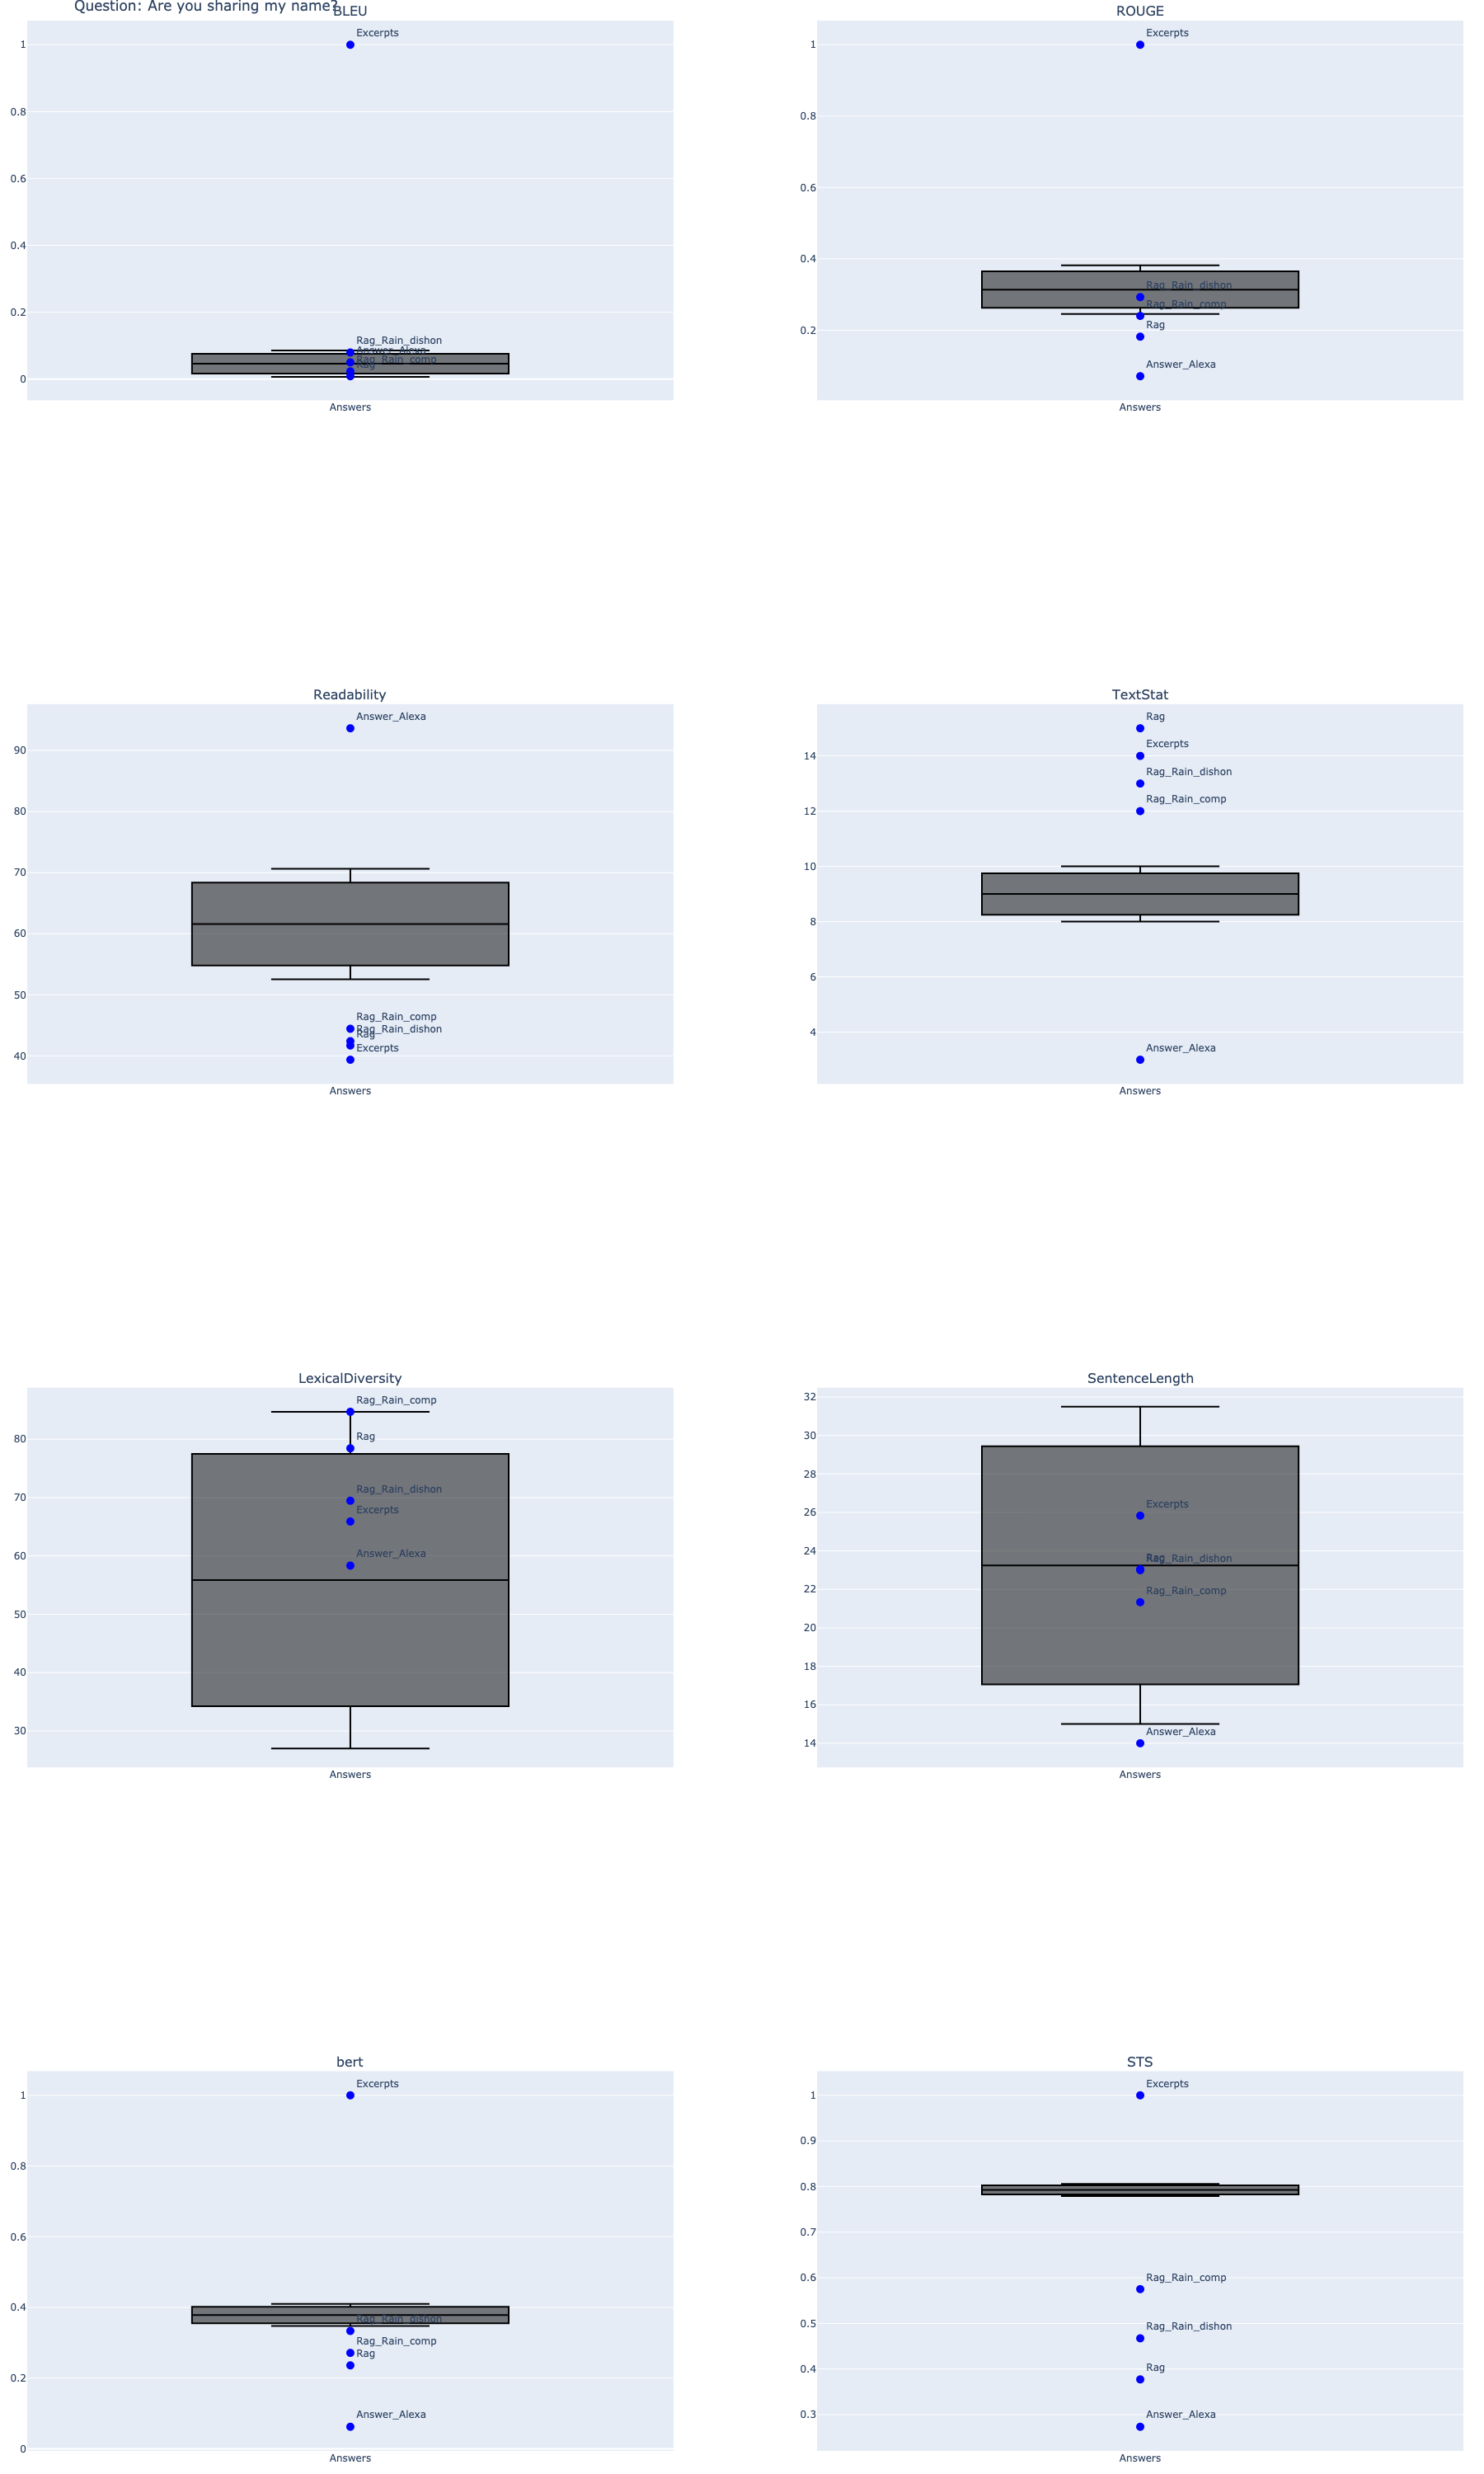 Question: Are you sharing my name?
BLEU
ROUGE
Excerpts
1
0.8
0.6
0.4
0.2
0
Rag_Rain_dishon
Answer_Alexa
Rag_Rain_comp
Rag
Answers
Excerpts
1
0.8
0.6
0.4
0.2
Rag_Rain_dishon
Rag_Rain_comp
Rag
Answer_Alexa
Answers
Readability
Answer_Alexa
90
80
70
60
50
40
Rag_Rain_comp
Rag_Rain_dishon
Rag
Excerpts
Answers
TextStat
Rag
Excerpts
Rag_Rain_dishon
Rag_Rain_comp
14
12
10
8
6
4
Answer_Alexa
Answers
LexicalDiversity
Rag_Rain_comp
Rag
Rag_Rain_dishon
Excerpts
Answer_Alexa
80
70
60
50
40
30
Answers
SentenceLength
32
30
28
26
24
22
20
18
16
14
Excerpts
Rag
Rag_Rain_dishon
Rag_Rain_comp
Answer_Alexa
Answers
bert
Excerpts
1
0.8
0.6
0.4
0.2
0
Rag_Rain_dishon
Rag_Rain_comp
Rag
Answer_Alexa
Answers
STS
Excerpts
1
0.9
0.8
0.7
0.6
0.5
0.4
0.3
Rag_Rain_comp
Rag_Rain_dishon
Rag
Answer_Alexa
Answers